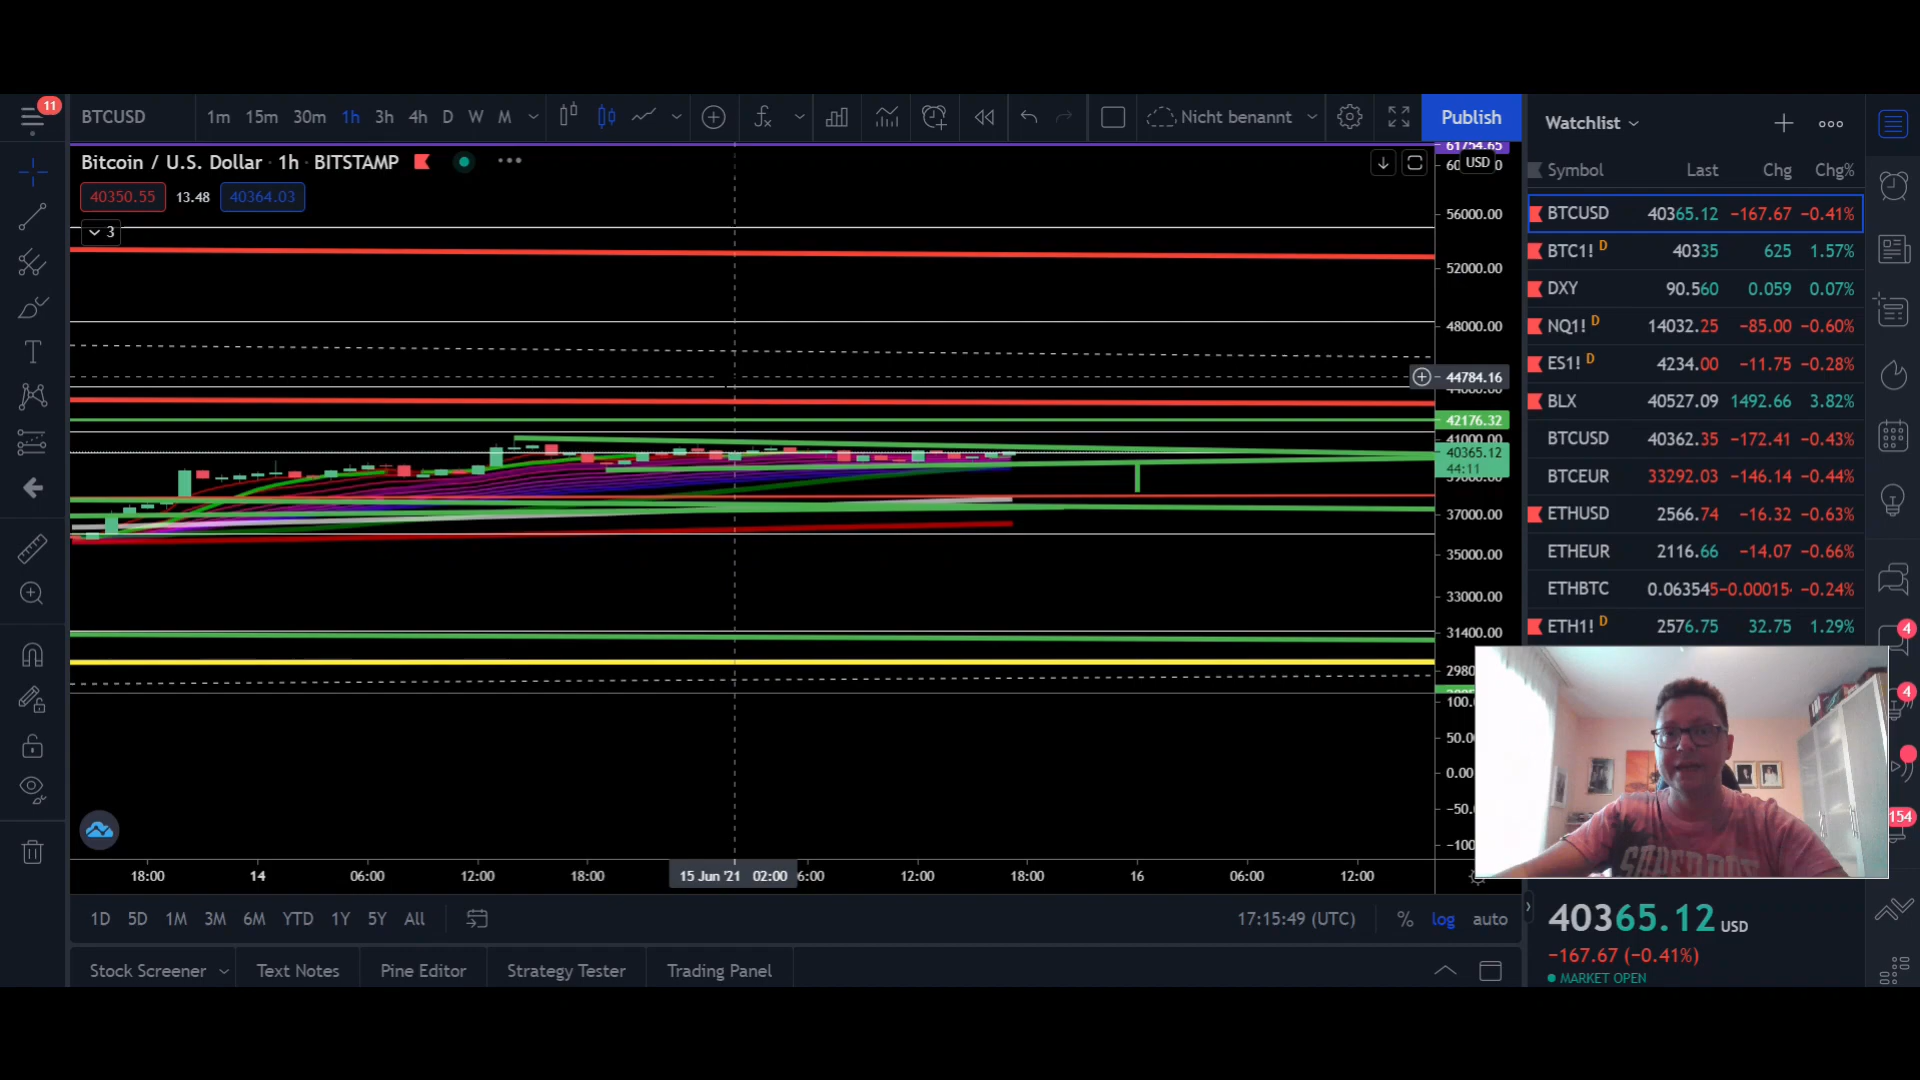 11
BTCUSD 1m 15m 30m 1h 3h 4h D W M Nicht benannt Publish
Watchlist
Bitcoin / U.S. Dollar · 1h · BITSTAMP
40350.55 13.48 40364.03
3
Symbol Last Chg Chg%
BTCUSD 40365.12 −167.67 −0.41%
BTC1! D 40335 625 1.57%
DXY 90.560 0.059 0.07%
NQ1! D 14032.25 −85.00 −0.60%
ES1! D 4234.00 −11.75 −0.28%
BLX 40527.09 1492.66 3.82%
BTCUSD 40362.35 −172.41 −0.43%
BTCEUR 33292.03 −146.14 −0.44%
ETHUSD 2566.74 −16.32 −0.63%
ETHEUR 2116.66 −14.07 −0.66%
ETHBTC 0.063545 −0.00015 −0.24%
ETH1! D 2576.75 32.75 1.29%
61754.65
USD
56000.00
52000.00
48000.00
44784.16
44000.00
42176.32
41000.00
40365.12
44:11
39000.00
37000.00
35000.00
33000.00
31400.00
2980
100.
50.0
0.00
−50.
−100
4
4
154
18:00 14 06:00 12:00 18:00 15 Jun '21 02:00 6:00 12:00 18:00 16 06:00 12:00
1D 5D 1M 3M 6M YTD 1Y 5Y All 17:15:49 (UTC) % log auto
40365.12 USD
−167.67 (−0.41%)
MARKET OPEN
Stock Screener Text Notes Pine Editor Strategy Tester Trading Panel